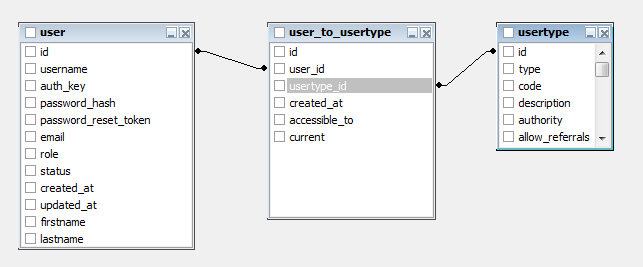 user
id
username
auth_key
password_hash
password_reset_token
email
role
status
created_at
updated_at
firstname
lastname
user_to_usertype
id
user_id
usertype_id
created_at
accessible_to
current
usertype
id
type
code
description
authority
allow_referrals